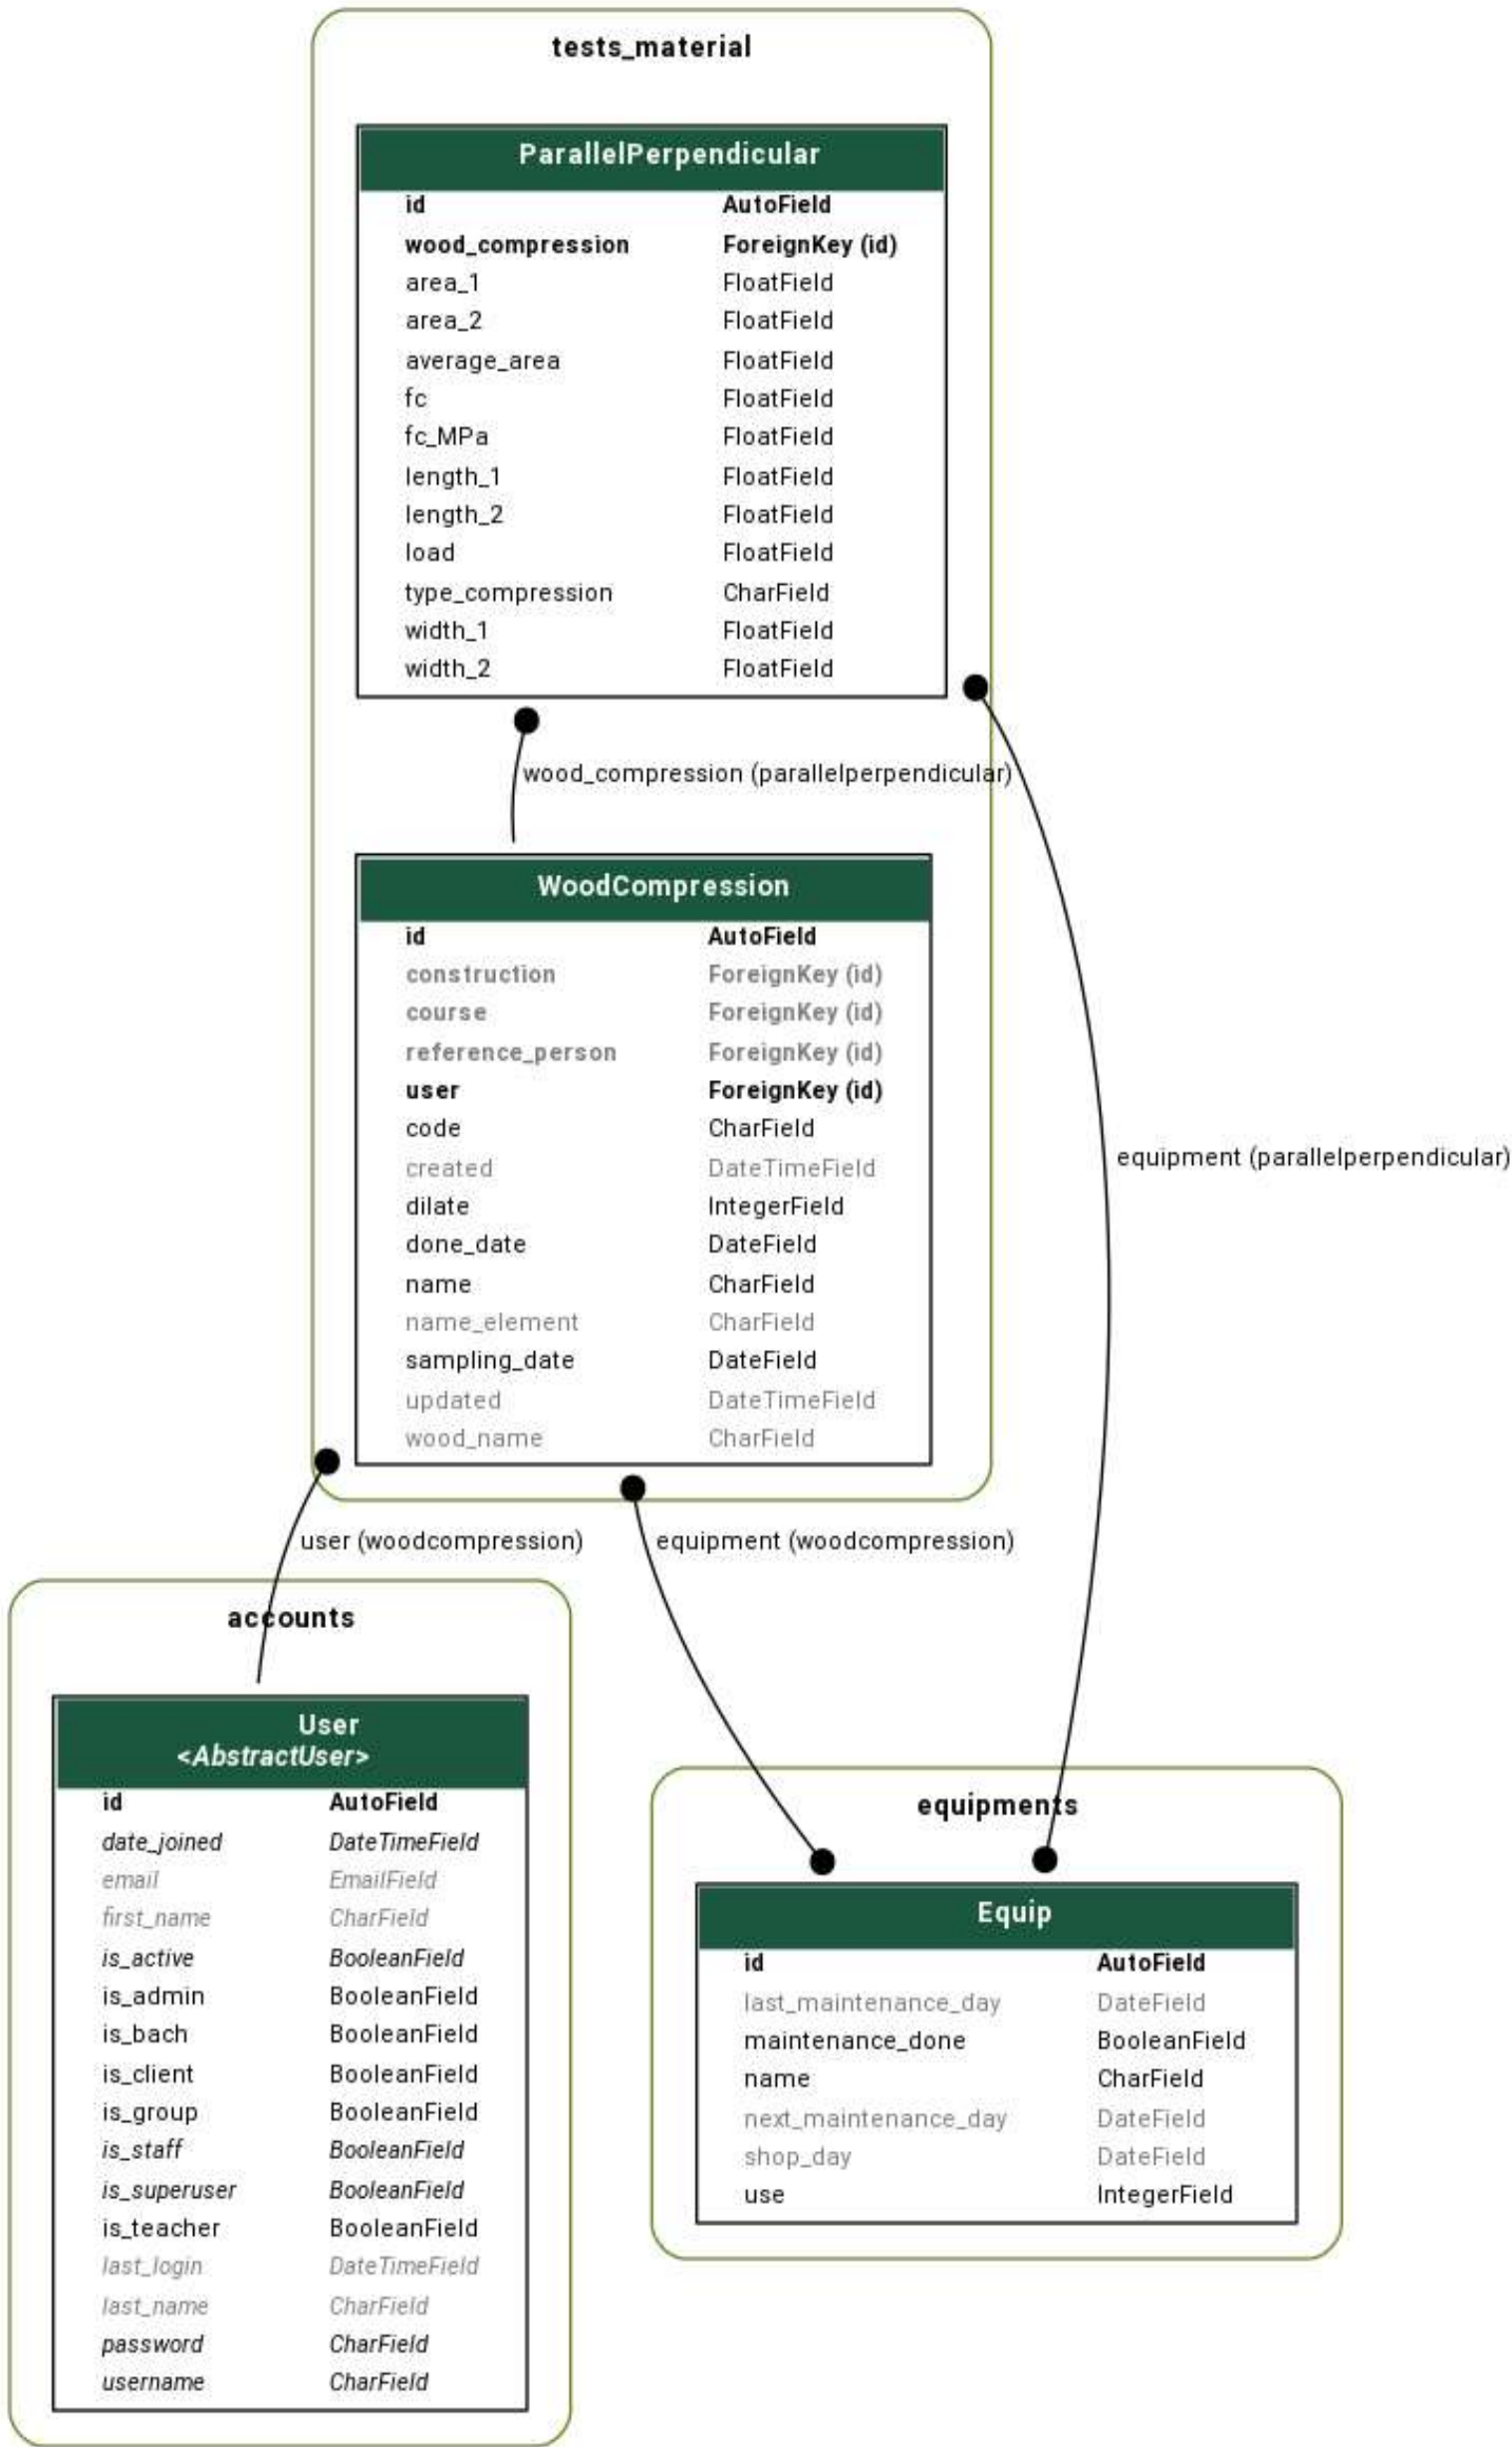 tests_material
ParallelPerpendicular
id AutoField
wood_compression ForeignKey (id)
area_1 FloatField
area_2 FloatField
average_area FloatField
fc FloatField
fc_MPa FloatField
length_1 FloatField
length_2 FloatField
load FloatField
type_compression CharField
width_1 FloatField
width_2 FloatField
wood_compression (parallelperpendicular)
WoodCompression
id AutoField
construction ForeignKey (id)
course ForeignKey (id)
reference_person ForeignKey (id)
user ForeignKey (id)
code CharField
created DateTimeField
dilate IntegerField
done_date DateField
name CharField
name_element CharField
sampling_date DateField
updated DateTimeField
wood_name CharField
equipment (parallelperpendicular)
user (woodcompression)
equipment (woodcompression)
accounts
User
<AbstractUser>
id AutoField
date_joined DateTimeField
email EmailField
first_name CharField
is_active BooleanField
is_admin BooleanField
is_bach BooleanField
is_client BooleanField
is_group BooleanField
is_staff BooleanField
is_superuser BooleanField
is_teacher BooleanField
last_login DateTimeField
last_name CharField
password CharField
username CharField
equipments
Equip
id AutoField
last_maintenance_day DateField
maintenance_done BooleanField
name CharField
next_maintenance_day DateField
shop_day DateField
use IntegerField